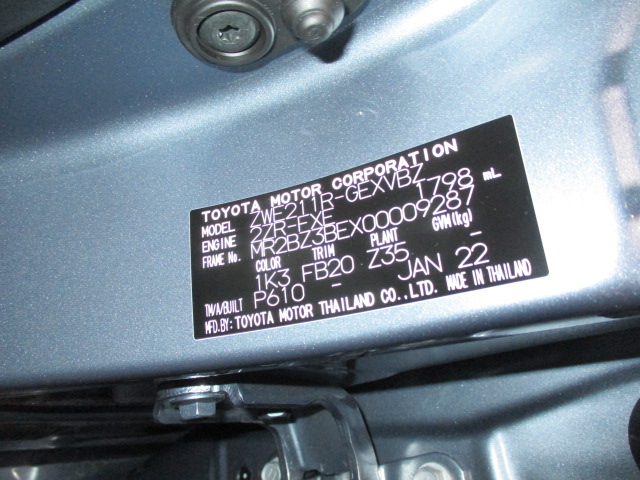 TOYOTA MOTOR CORPORATION
MODEL ZWE211R-GEXVBZ
ENGINE 2ZR-FXE 1798 mL
FRAME No. MR2BZ3BEX00009287
COLOR TRIM PLANT GVM(kg)
1K3 FB20 Z35 -
TM/A/BUILT P610 - JAN 22
MFD.BY: TOYOTA MOTOR THAILAND CO.,LTD. MADE IN THAILAND